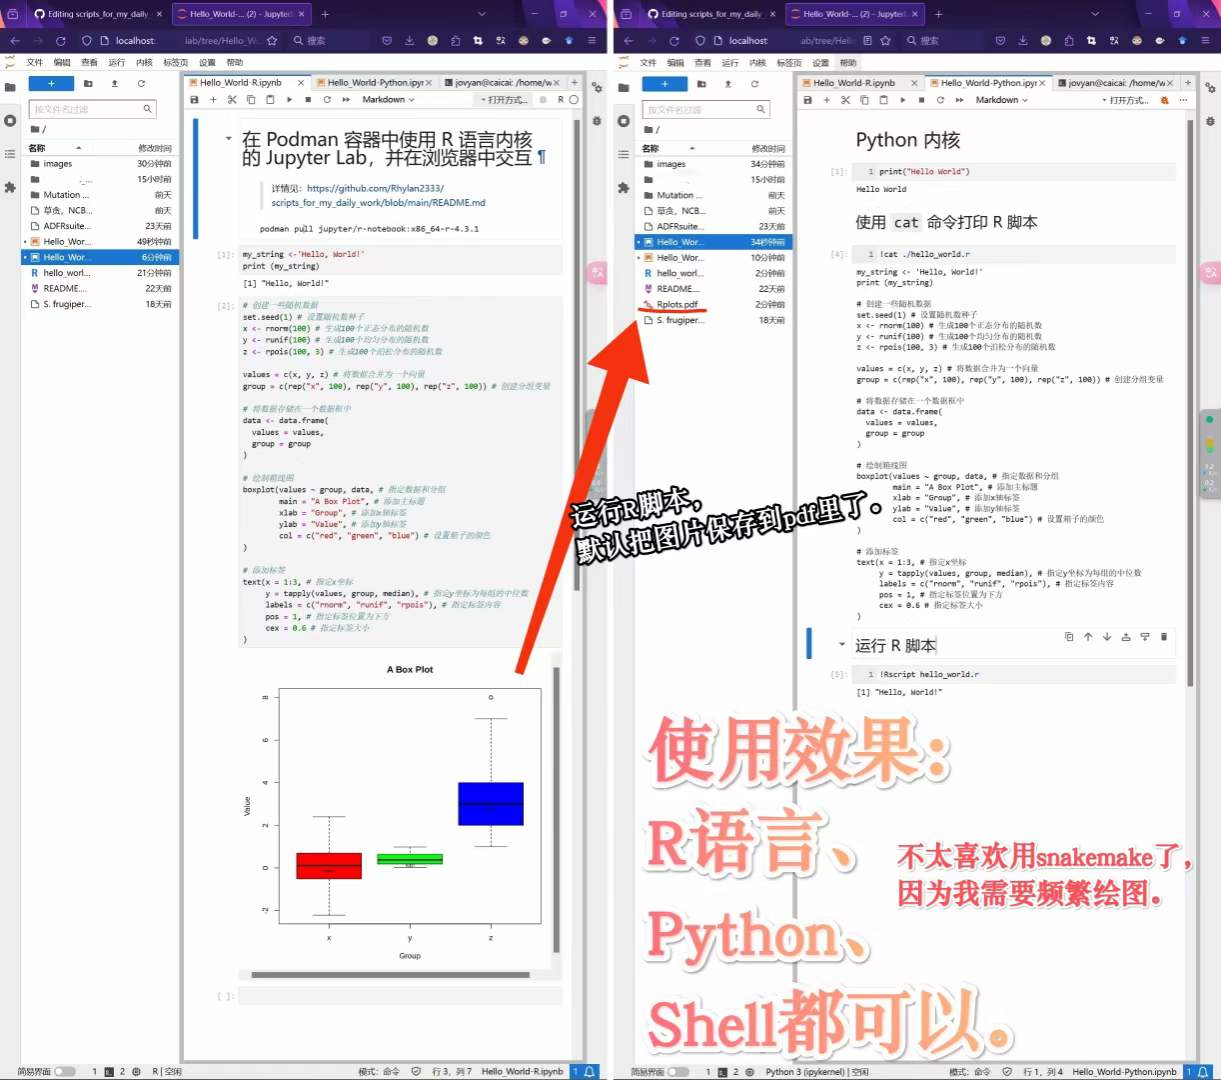 Editing scripts_for_my_daily
Hello_World-... (2) - Jupyter
localhost
lab/tree/Hello_W
搜索
文件 编辑 查看 运行 内核 标签页 设置 帮助
按文件名过滤
/
名称 修改时间
images 30分钟前
15小时前
Mutation ... 前天
草贪, NCB... 前天
ADFRsuite... 23天前
Hello_Wor... 49秒钟前
Hello_Wor... 6分钟前
hello_worl... 21分钟前
README.... 22天前
S. frugiper... 18天前
Hello_World-R.ipynb
Hello_World-Python.ipyr
jovyan@caicai: /home/w
Markdown
打开方式...
R
在 Podman 容器中使用 R 语言内核
的 Jupyter Lab，并在浏览器中交互 ¶
详情见：https://github.com/Rhylan2333/
scripts_for_my_daily_work/blob/main/README.md
podman pull jupyter/r-notebook:x86_64-r-4.3.1
[1]: my_string <-'Hello, World!'
print (my_string)
[1] "Hello, World!"
[2]: # 创建一些随机数据
set.seed(1) # 设置随机数种子
x <- rnorm(100) # 生成100个正态分布的随机数
y <- runif(100) # 生成100个均匀分布的随机数
z <- rpois(100, 3) # 生成100个泊松分布的随机数
values = c(x, y, z) # 将数据合并为一个向量
group = c(rep("x", 100), rep("y", 100), rep("z", 100)) # 创建分组变量
# 将数据存储在一个数据框中
data <- data.frame(
values = values,
group = group
)
# 绘制箱线图
boxplot(values ~ group, data, # 指定数据和分组
main = "A Box Plot", # 添加主标题
xlab = "Group", # 添加x轴标签
ylab = "Value", # 添加y轴标签
col = c("red", "green", "blue") # 设置箱子的颜色
)
# 添加标签
text(x = 1:3, # 指定x坐标
y = tapply(values, group, median), # 指定y坐标为每组的中位数
labels = c("rnorm", "runif", "rpois"), # 指定标签内容
pos = 1, # 指定标签位置为下方
cex = 0.6 # 指定标签大小
)
A Box Plot
Value
8
6
4
2
0
-2
x y z
Group
[ ]:
简易界面 1 2 R | 空闲
模式: 命令 行 3, 列 7 Hello_World-R.ipynb 1
Editing scripts_for_my_daily
Hello_World-... (2) - Jupyter
localhost
ab/tree/Hello_Wor
搜索
文件 编辑 查看 运行 内核 标签页 设置 帮助
按文件名过滤
/
名称 修改时间
images 34分钟前
15小时前
Mutation ... 前天
草贪, NCB... 前天
ADFRsuite... 23天前
Hello_Wor... 34秒钟前
Hello_Wor... 10分钟前
hello_worl... 2分钟前
README.... 22天前
Rplots.pdf 2分钟前
S. frugiper... 18天前
Hello_World-R.ipynb
Hello_World-Python.ipyr
jovyan@caicai: /home/w
Markdown
打开方式...
Python 内核
[1]: 1 print("Hello World")
Hello World
使用 cat 命令打印 R 脚本
[4]: 1 !cat ./hello_world.r
my_string <- 'Hello, World!'
print (my_string)
# 创建一些随机数据
set.seed(1) # 设置随机数种子
x <- rnorm(100) # 生成100个正态分布的随机数
y <- runif(100) # 生成100个均匀分布的随机数
z <- rpois(100, 3) # 生成100个泊松分布的随机数
values = c(x, y, z) # 将数据合并为一个向量
group = c(rep("x", 100), rep("y", 100), rep("z", 100)) # 创建分组变量
# 将数据存储在一个数据框中
data <- data.frame(
values = values,
group = group
)
# 绘制箱线图
boxplot(values ~ group, data, # 指定数据和分组
main = "A Box Plot", # 添加主标题
xlab = "Group", # 添加x轴标签
ylab = "Value", # 添加y轴标签
col = c("red", "green", "blue") # 设置箱子的颜色
)
# 添加标签
text(x = 1:3, # 指定x坐标
y = tapply(values, group, median), # 指定y坐标为每组的中位数
labels = c("rnorm", "runif", "rpois"), # 指定标签内容
pos = 1, # 指定标签位置为下方
cex = 0.6 # 指定标签大小
)
运行 R 脚本
[5]: 1 !Rscript hello_world.r
[1] "Hello, World!"
运行R脚本，
默认把图片保存到pdf里了。
使用效果：
R语言、
Python、
Shell都可以。
不太喜欢用snakemake了，
因为我需要频繁绘图。
简易界面 1 2 Python 3 (ipykernel) | 空闲
模式: 命令 行 1, 列 4 Hello_World-Python.ipynb 1